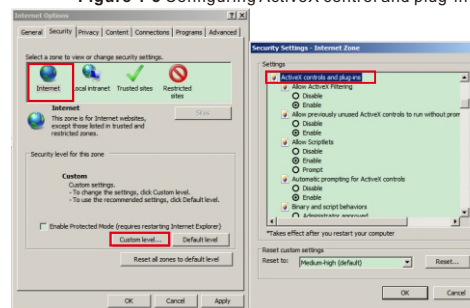 Figure 1-6 Configuring ActiveX control and plug-in
Internet Options
General Security Privacy Content Connections Programs Advanced
Select a zone to view or change security settings.
Internet Local intranet Trusted sites Restricted sites
Internet
This zone is for Internet websites,
except those listed in trusted and
restricted zones.
Sites
Security level for this zone
Custom
Custom settings.
- To change the settings, click Custom level.
- To use the recommended settings, click Default level.
Enable Protected Mode (requires restarting Internet Explorer)
Custom level... Default level
Reset all zones to default level
OK Cancel Apply
Security Settings - Internet Zone
Settings
ActiveX controls and plug-ins
Allow ActiveX Filtering
Disable
Enable
Allow previously unused ActiveX controls to run without prom
Disable
Enable
Allow Scriptlets
Disable
Enable
Prompt
Automatic prompting for ActiveX controls
Disable
Enable
Binary and script behaviors
Administrator approved
*Takes effect after you restart your computer
Reset custom settings
Reset to: Medium-high (default) Reset...
OK Cancel